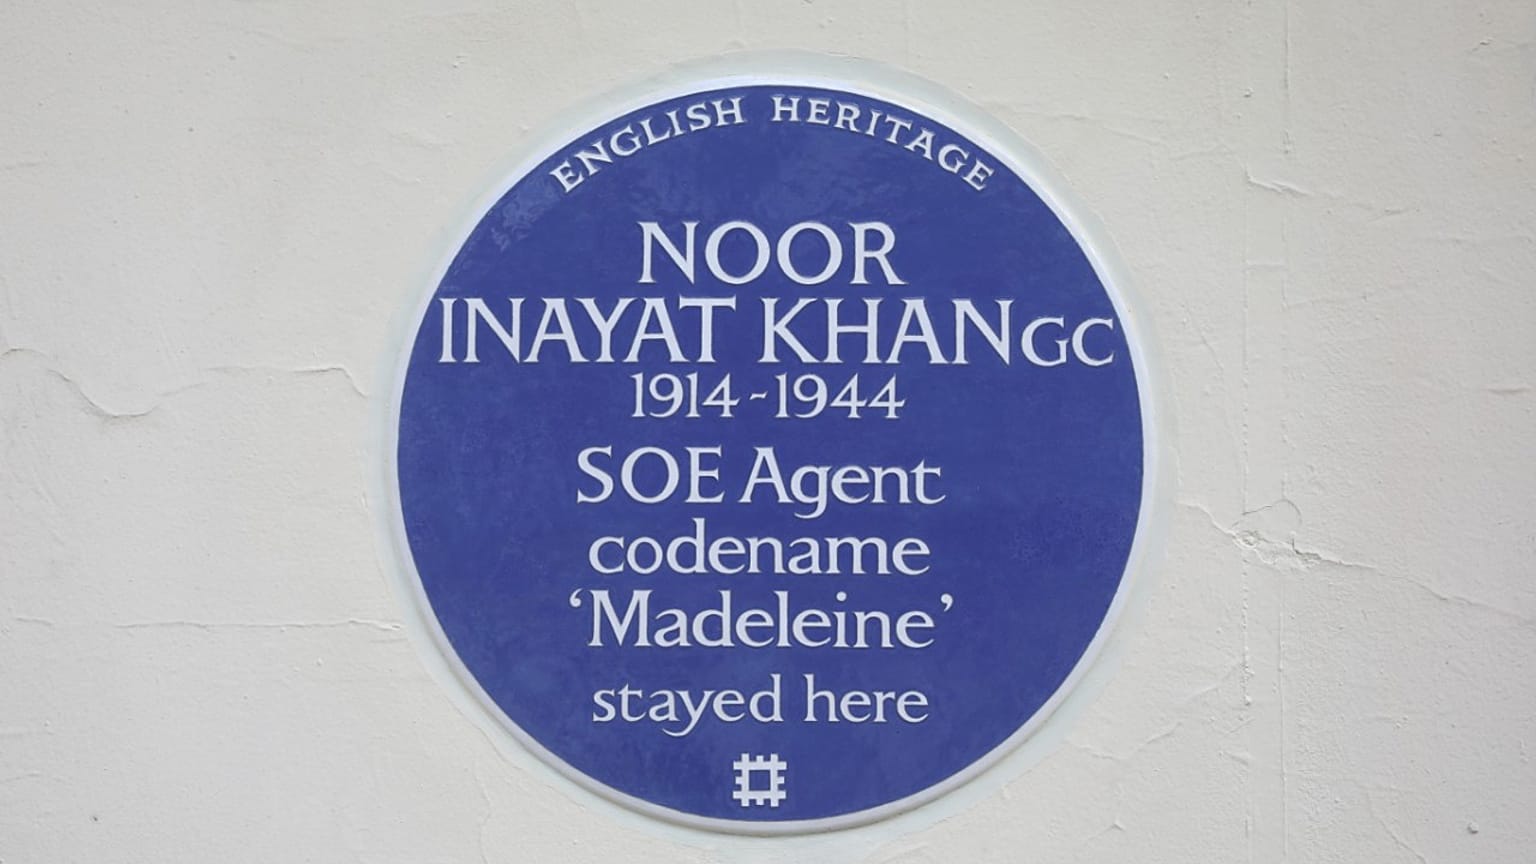 ENGLISH HERITAGE
NOOR
INAYAT KHAN GC
1914-1944
SOE Agent
codename
‘Madeleine’
stayed here